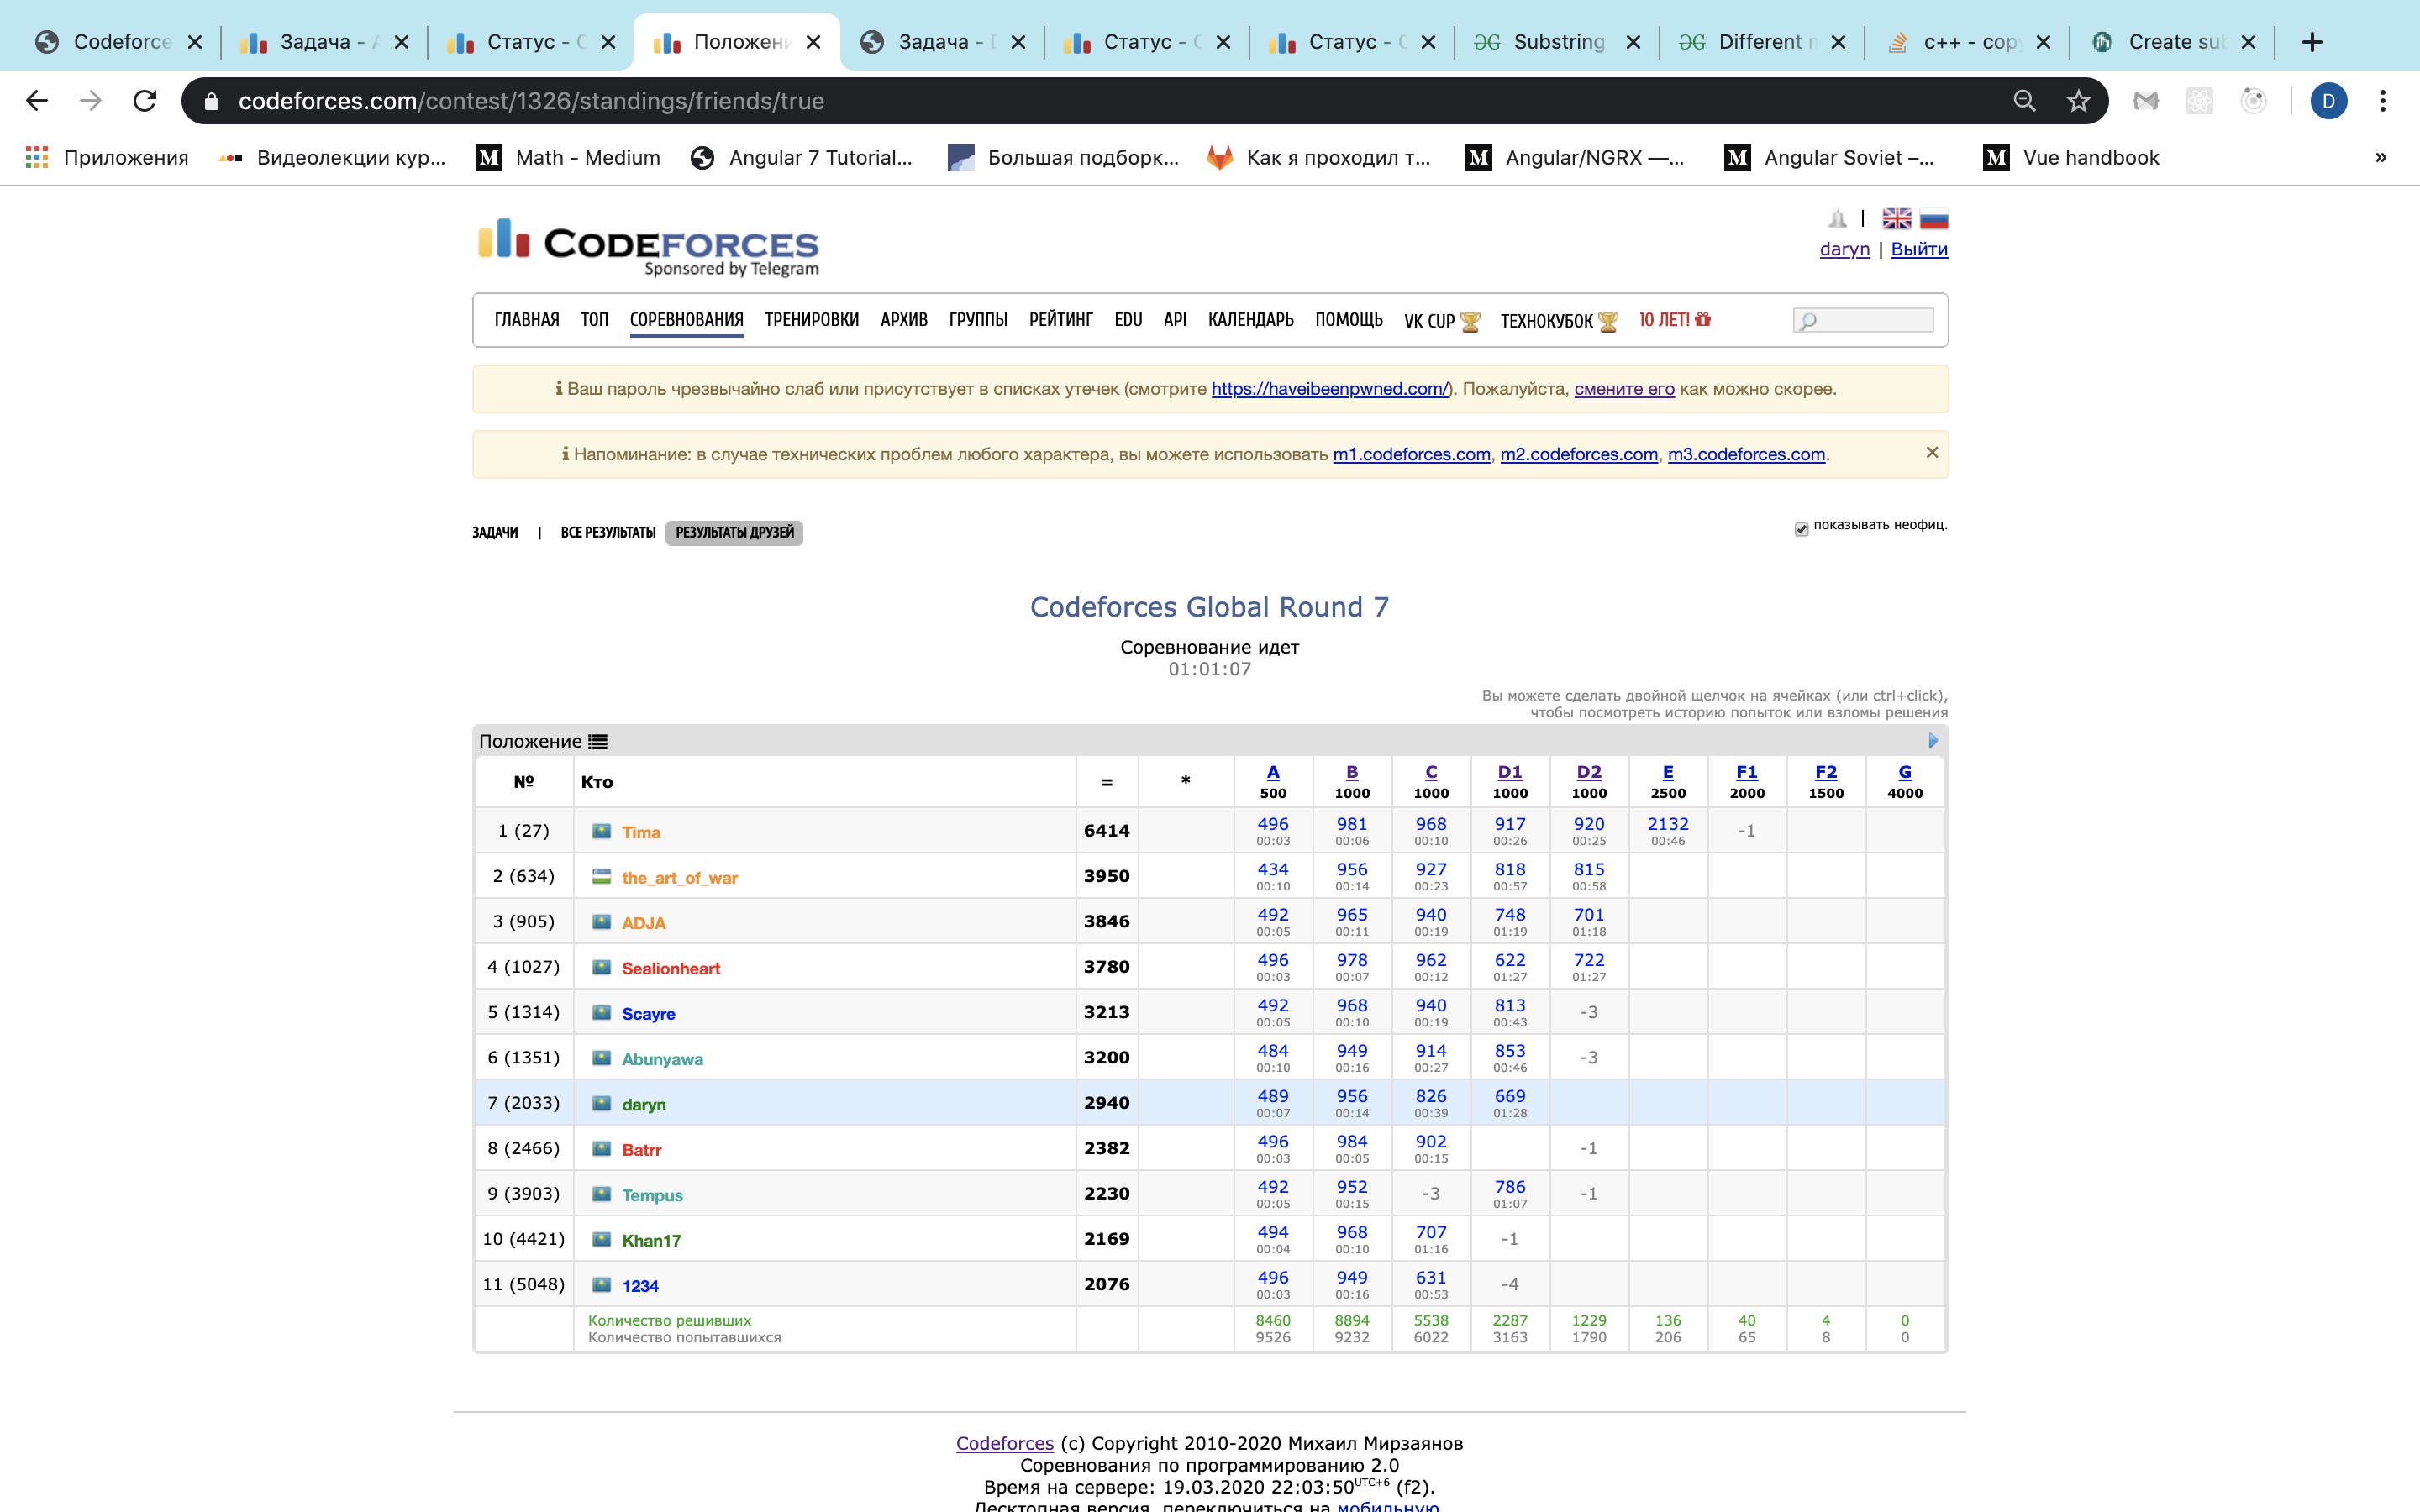 Codeforce
Задача - A
Статус - C
Положени
Задача - D
Статус - C
Статус - C
Substring
Different n
c++ - cop
Create sub
codeforces.com/contest/1326/standings/friends/true
D
Приложения
Видеолекции кур...
Math - Medium
Angular 7 Tutorial...
Большая подборк...
Как я проходил т...
Angular/NGRX —...
Angular Soviet –...
Vue handbook
»
CODEFORCES
Sponsored by Telegram
daryn | Выйти
ГЛАВНАЯ ТОП СОРЕВНОВАНИЯ ТРЕНИРОВКИ АРХИВ ГРУППЫ РЕЙТИНГ EDU API КАЛЕНДАРЬ ПОМОЩЬ VK CUP ТЕХНОКУБОК 10 ЛЕТ!
Ваш пароль чрезвычайно слаб или присутствует в списках утечек (смотрите https://haveibeenpwned.com/). Пожалуйста, смените его как можно скорее.
Напоминание: в случае технических проблем любого характера, вы можете использовать m1.codeforces.com, m2.codeforces.com, m3.codeforces.com.
ЗАДАЧИ | ВСЕ РЕЗУЛЬТАТЫ РЕЗУЛЬТАТЫ ДРУЗЕЙ
показывать неофиц.
Codeforces Global Round 7
Соревнование идет
01:01:07
Вы можете сделать двойной щелчок на ячейках (или ctrl+click),
чтобы посмотреть историю попыток или взломы решения
Положение
№ Кто = * A B C D1 D2 E F1 F2 G
500 1000 1000 1000 1000 2500 2000 1500 4000
1 (27) Tima 6414 496 981 968 917 920 2132 -1
00:03 00:06 00:10 00:26 00:25 00:46
2 (634) the_art_of_war 3950 434 956 927 818 815
00:10 00:14 00:23 00:57 00:58
3 (905) ADJA 3846 492 965 940 748 701
00:05 00:11 00:19 01:19 01:18
4 (1027) Sealionheart 3780 496 978 962 622 722
00:03 00:07 00:12 01:27 01:27
5 (1314) Scayre 3213 492 968 940 813 -3
00:05 00:10 00:19 00:43
6 (1351) Abunyawa 3200 484 949 914 853 -3
00:10 00:16 00:27 00:46
7 (2033) daryn 2940 489 956 826 669
00:07 00:14 00:39 01:28
8 (2466) Batrr 2382 496 984 902 -1
00:03 00:05 00:15
9 (3903) Tempus 2230 492 952 -3 786 -1
00:05 00:15 01:07
10 (4421) Khan17 2169 494 968 707 -1
00:04 00:10 01:16
11 (5048) 1234 2076 496 949 631 -4
00:03 00:16 00:53
Количество решивших 8460 8894 5538 2287 1229 136 40 4 0
Количество попытавшихся 9526 9232 6022 3163 1790 206 65 8 0
Codeforces (c) Copyright 2010-2020 Михаил Мирзаянов
Соревнования по программированию 2.0
Время на сервере: 19.03.2020 22:03:50UTC+6 (f2).
Десктопная версия, переключиться на мобильную